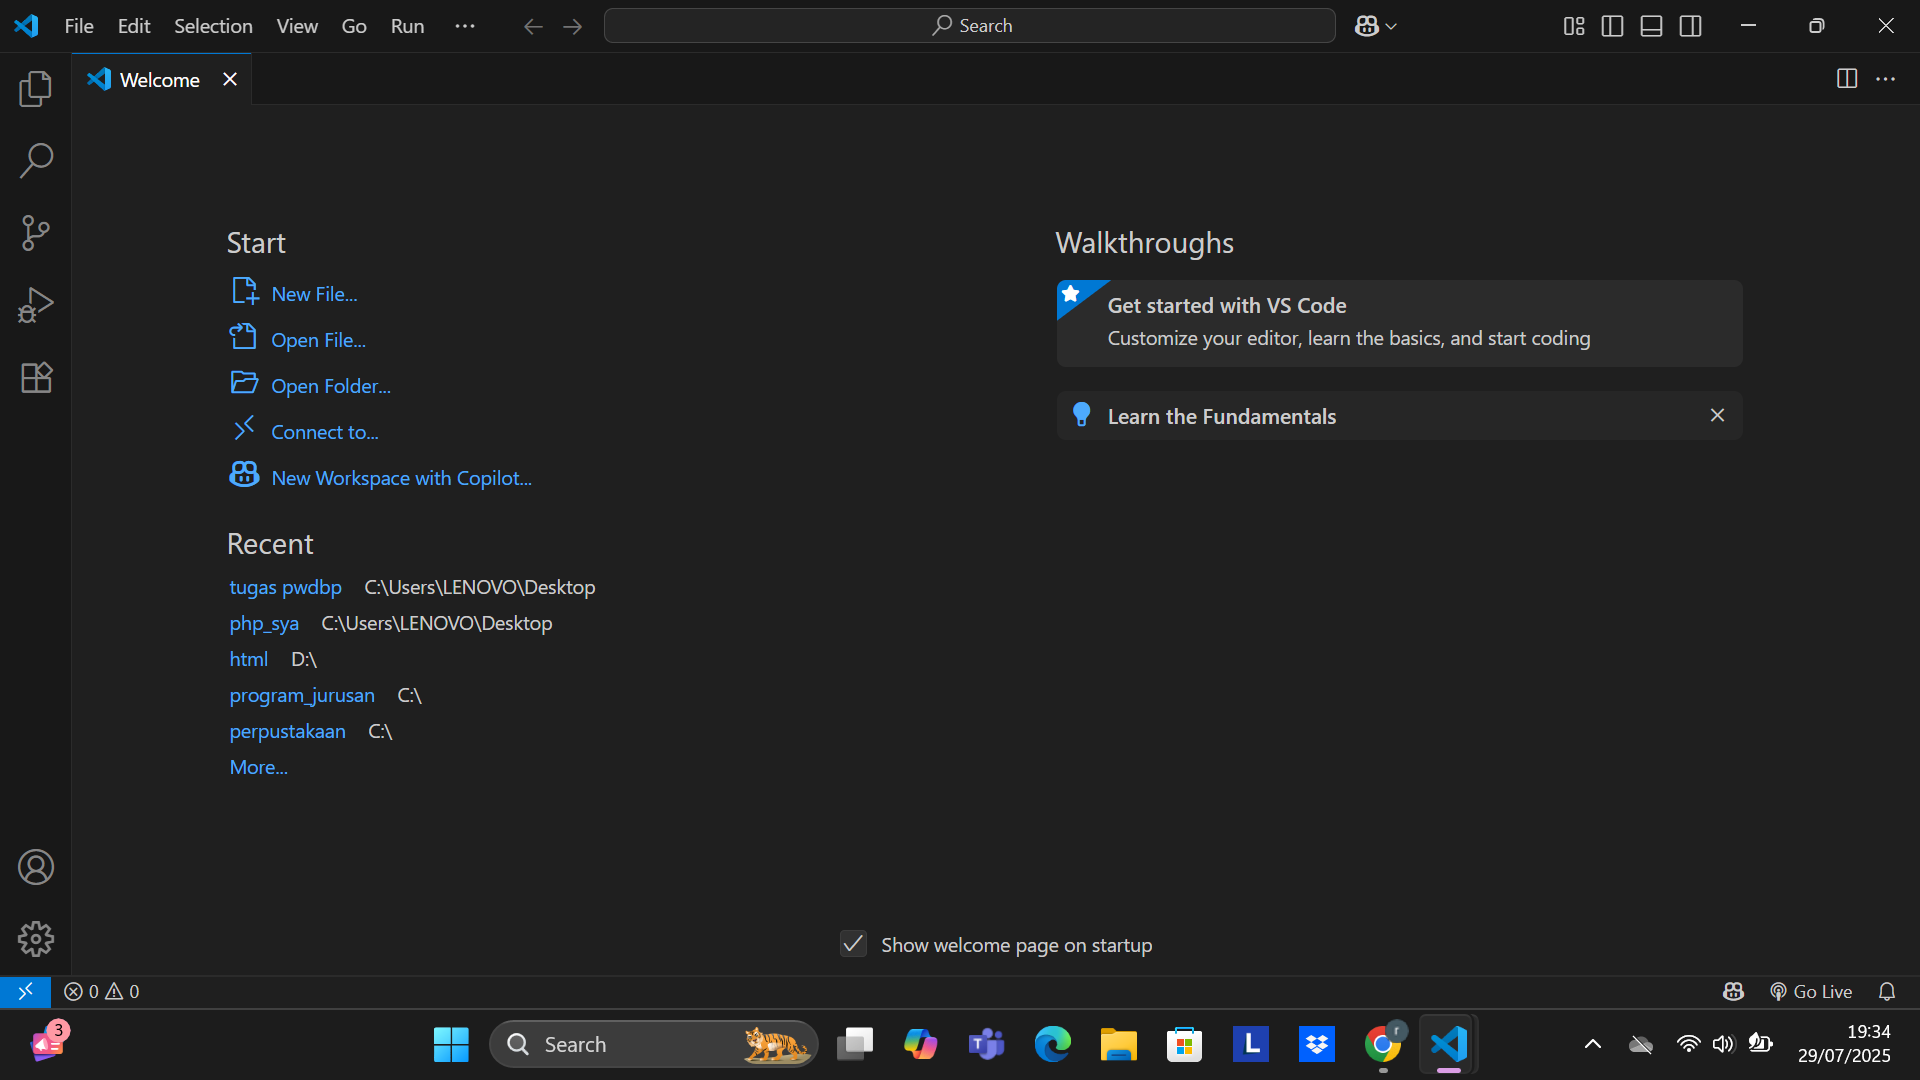 File Edit Selection View Go Run ···
Search
Welcome
Start
New File...
Open File...
Open Folder...
Connect to...
New Workspace with Copilot...
Recent
tugas pwdbp C:\Users\LENOVO\Desktop
php_sya C:\Users\LENOVO\Desktop
html D:\
program_jurusan C:\
perpustakaan C:\
More...
Walkthroughs
Get started with VS Code
Customize your editor, learn the basics, and start coding
Learn the Fundamentals
Show welcome page on startup
0 0
Go Live
3
Search
T
L
r
19:34
29/07/2025